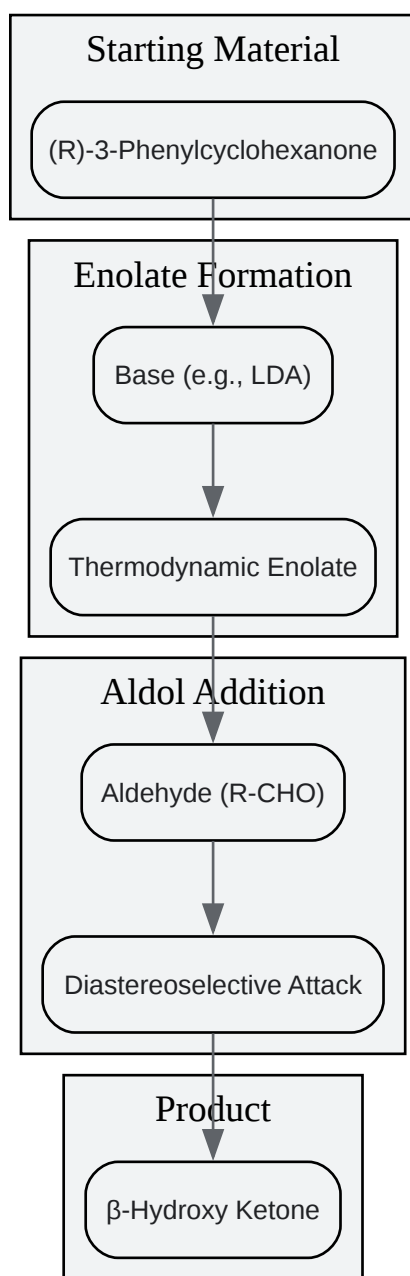 Starting Material
(R)-3-Phenylcyclohexanone
Enolate Formation
Base (e.g., LDA)
Thermodynamic Enolate
Aldol Addition
Aldehyde (R-CHO)
Diastereoselective Attack
Product
β-Hydroxy Ketone